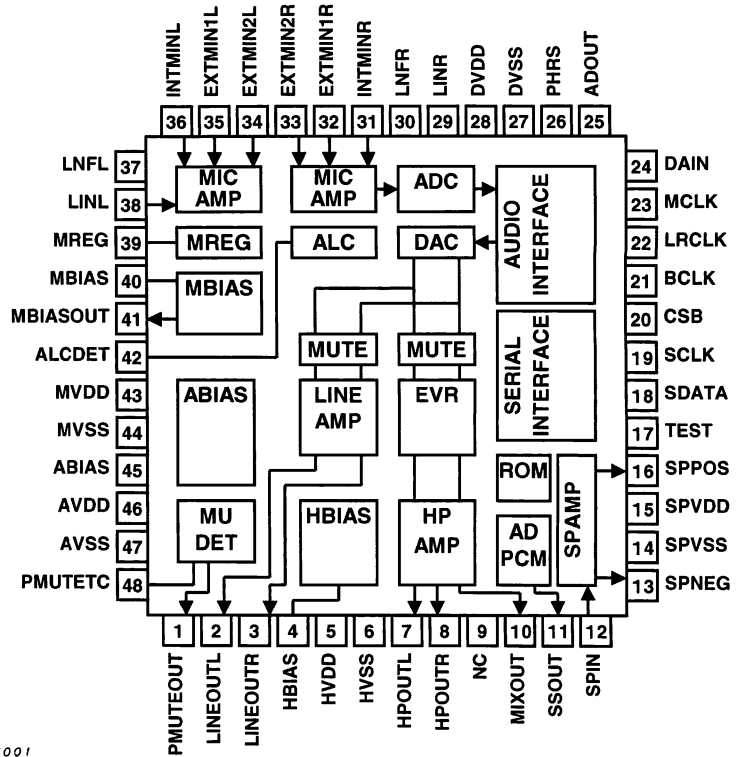 INTMINL
EXTMIN1L
EXTMIN2L
EXTMIN2R
EXTMIN1R
INTMINR
LNFR
LINR
DVDD
DVSS
PHRS
ADOUT
36 35 34 33 32 31 30 29 28 27 26 25
LNFL 37
LINL 38
MREG 39
MBIAS 40
MBIASOUT 41
ALCDET 42
MVDD 43
MVSS 44
ABIAS 45
AVDD 46
AVSS 47
PMUTETC 48
MIC
AMP
MIC
AMP
ADC
AUDIO
INTERFACE
MREG
ALC
DAC
MBIAS
MUTE
MUTE
SERIAL
INTERFACE
ABIAS
LINE
AMP
EVR
ROM
SPAMP
MU
DET
HBIAS
HP
AMP
AD
PCM
24 DAIN
23 MCLK
22 LRCLK
21 BCLK
20 CSB
19 SCLK
18 SDATA
17 TEST
16 SPPOS
15 SPVDD
14 SPVSS
13 SPNEG
1 2 3 4 5 6 7 8 9 10 11 12
PMUTEOUT
LINEOUTL
LINEOUTR
HBIAS
HVDD
HVSS
HPOUTL
HPOUTR
NC
MIXOUT
SSOUT
SPIN
001